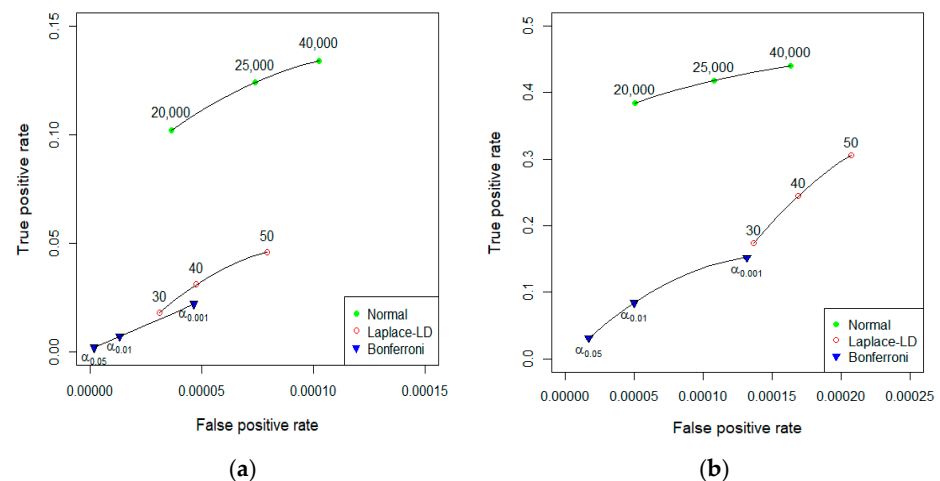 0.15
0.10
0.05
0.00
True positive rate
20,000
25,000
40,000
30
40
50
α0.05
α0.01
α0.001
Normal
Laplace-LD
Bonferroni
0.00000
0.00005
0.00010
0.00015
False positive rate
(a)
0.5
0.4
0.3
0.2
0.1
0.0
True positive rate
20,000
25,000
40,000
30
40
50
α0.05
α0.01
α0.001
Normal
Laplace-LD
Bonferroni
0.00000
0.00005
0.00010
0.00015
0.00020
0.00025
False positive rate
(b)